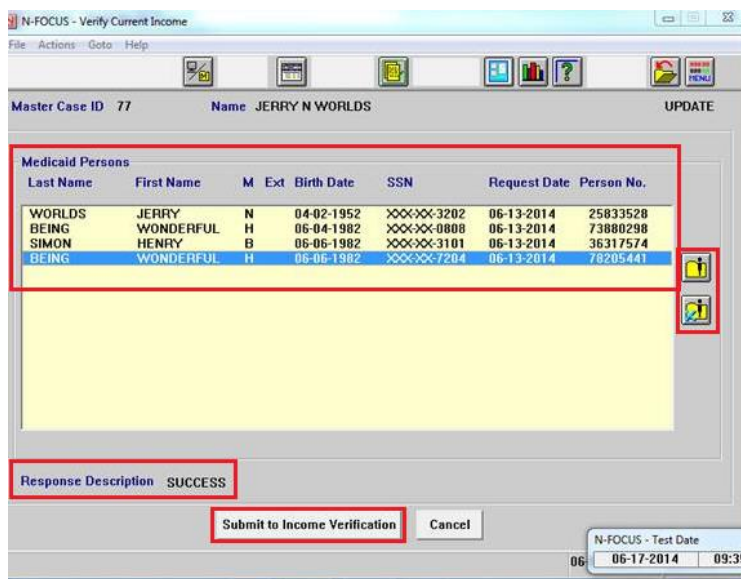 N-FOCUS - Verify Current Income
File Actions Goto Help
MENU
Master Case ID 77 Name JERRY N WORLDS UPDATE
Medicaid Persons
Last Name First Name M Ext Birth Date SSN Request Date Person No.
WORLDS JERRY N 04-02-1952 XXX-XX-3202 06-13-2014 25833528
BEING WONDERFUL H 06-04-1982 XXX-XX-0808 06-13-2014 73880298
SIMON HENRY B 06-06-1982 XXX-XX-3101 06-13-2014 36317574
BEING WONDERFUL H 06-06-1982 XXX-XX-7204 06-13-2014 78205441
Response Description SUCCESS
Submit to Income Verification Cancel
N-FOCUS - Test Date
06- 06-17-2014 09:3